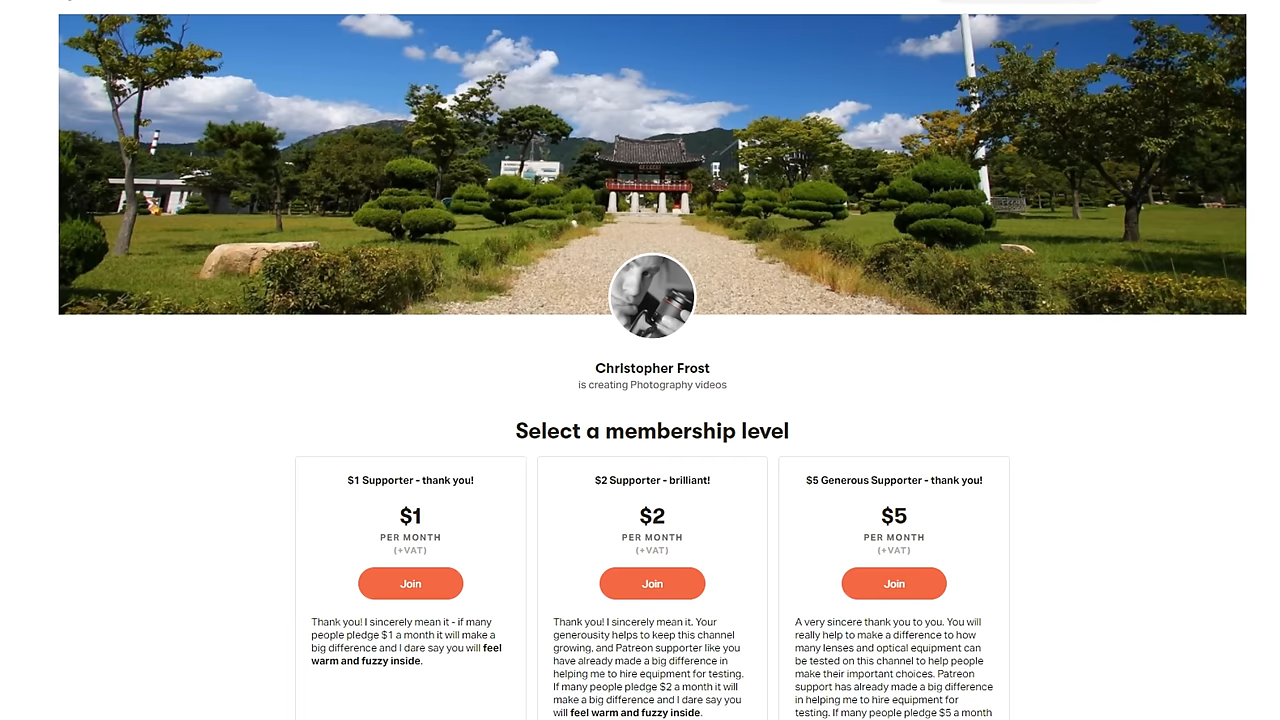 Christopher Frost
is creating Photography videos
Select a membership level
$1 Supporter - thank you!
$1
PER MONTH
(+VAT)
Join
Thank you! I sincerely mean it - if many
people pledge $1 a month it will make a
big difference and I dare say you will feel
warm and fuzzy inside.
$2 Supporter - brilliant!
$2
PER MONTH
(+VAT)
Join
Thank you! I sincerely mean it. Your
generousity helps to keep this channel
growing, and Patreon supporter like you
have already made a big difference in
helping me to hire equipment for testing.
If many people pledge $2 a month it will
make a big difference and I dare say you
will feel warm and fuzzy inside.
$5 Generous Supporter - thank you!
$5
PER MONTH
(+VAT)
Join
A very sincere thank you to you. You will
really help to make a difference to how
many lenses and optical equipment can
be tested on this channel to help people
make their important choices. Patreon
support has already made a big difference
in helping me to hire equipment for
testing. If many people pledge $5 a month